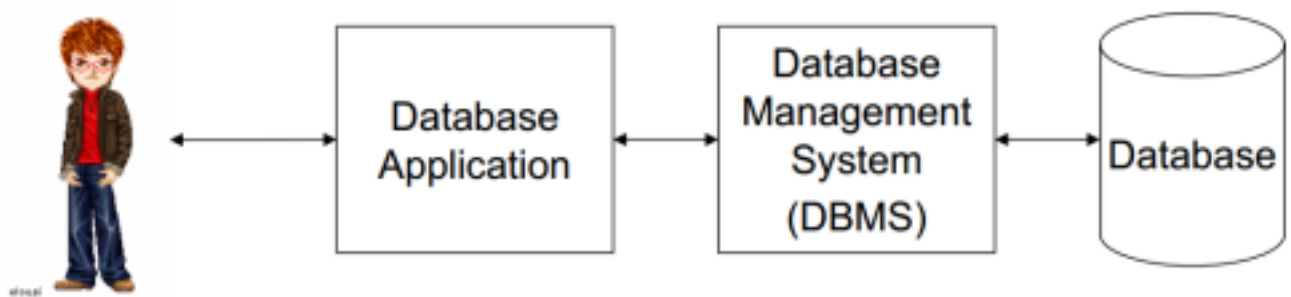 Database
Application
Database
Management
System
(DBMS)
Database